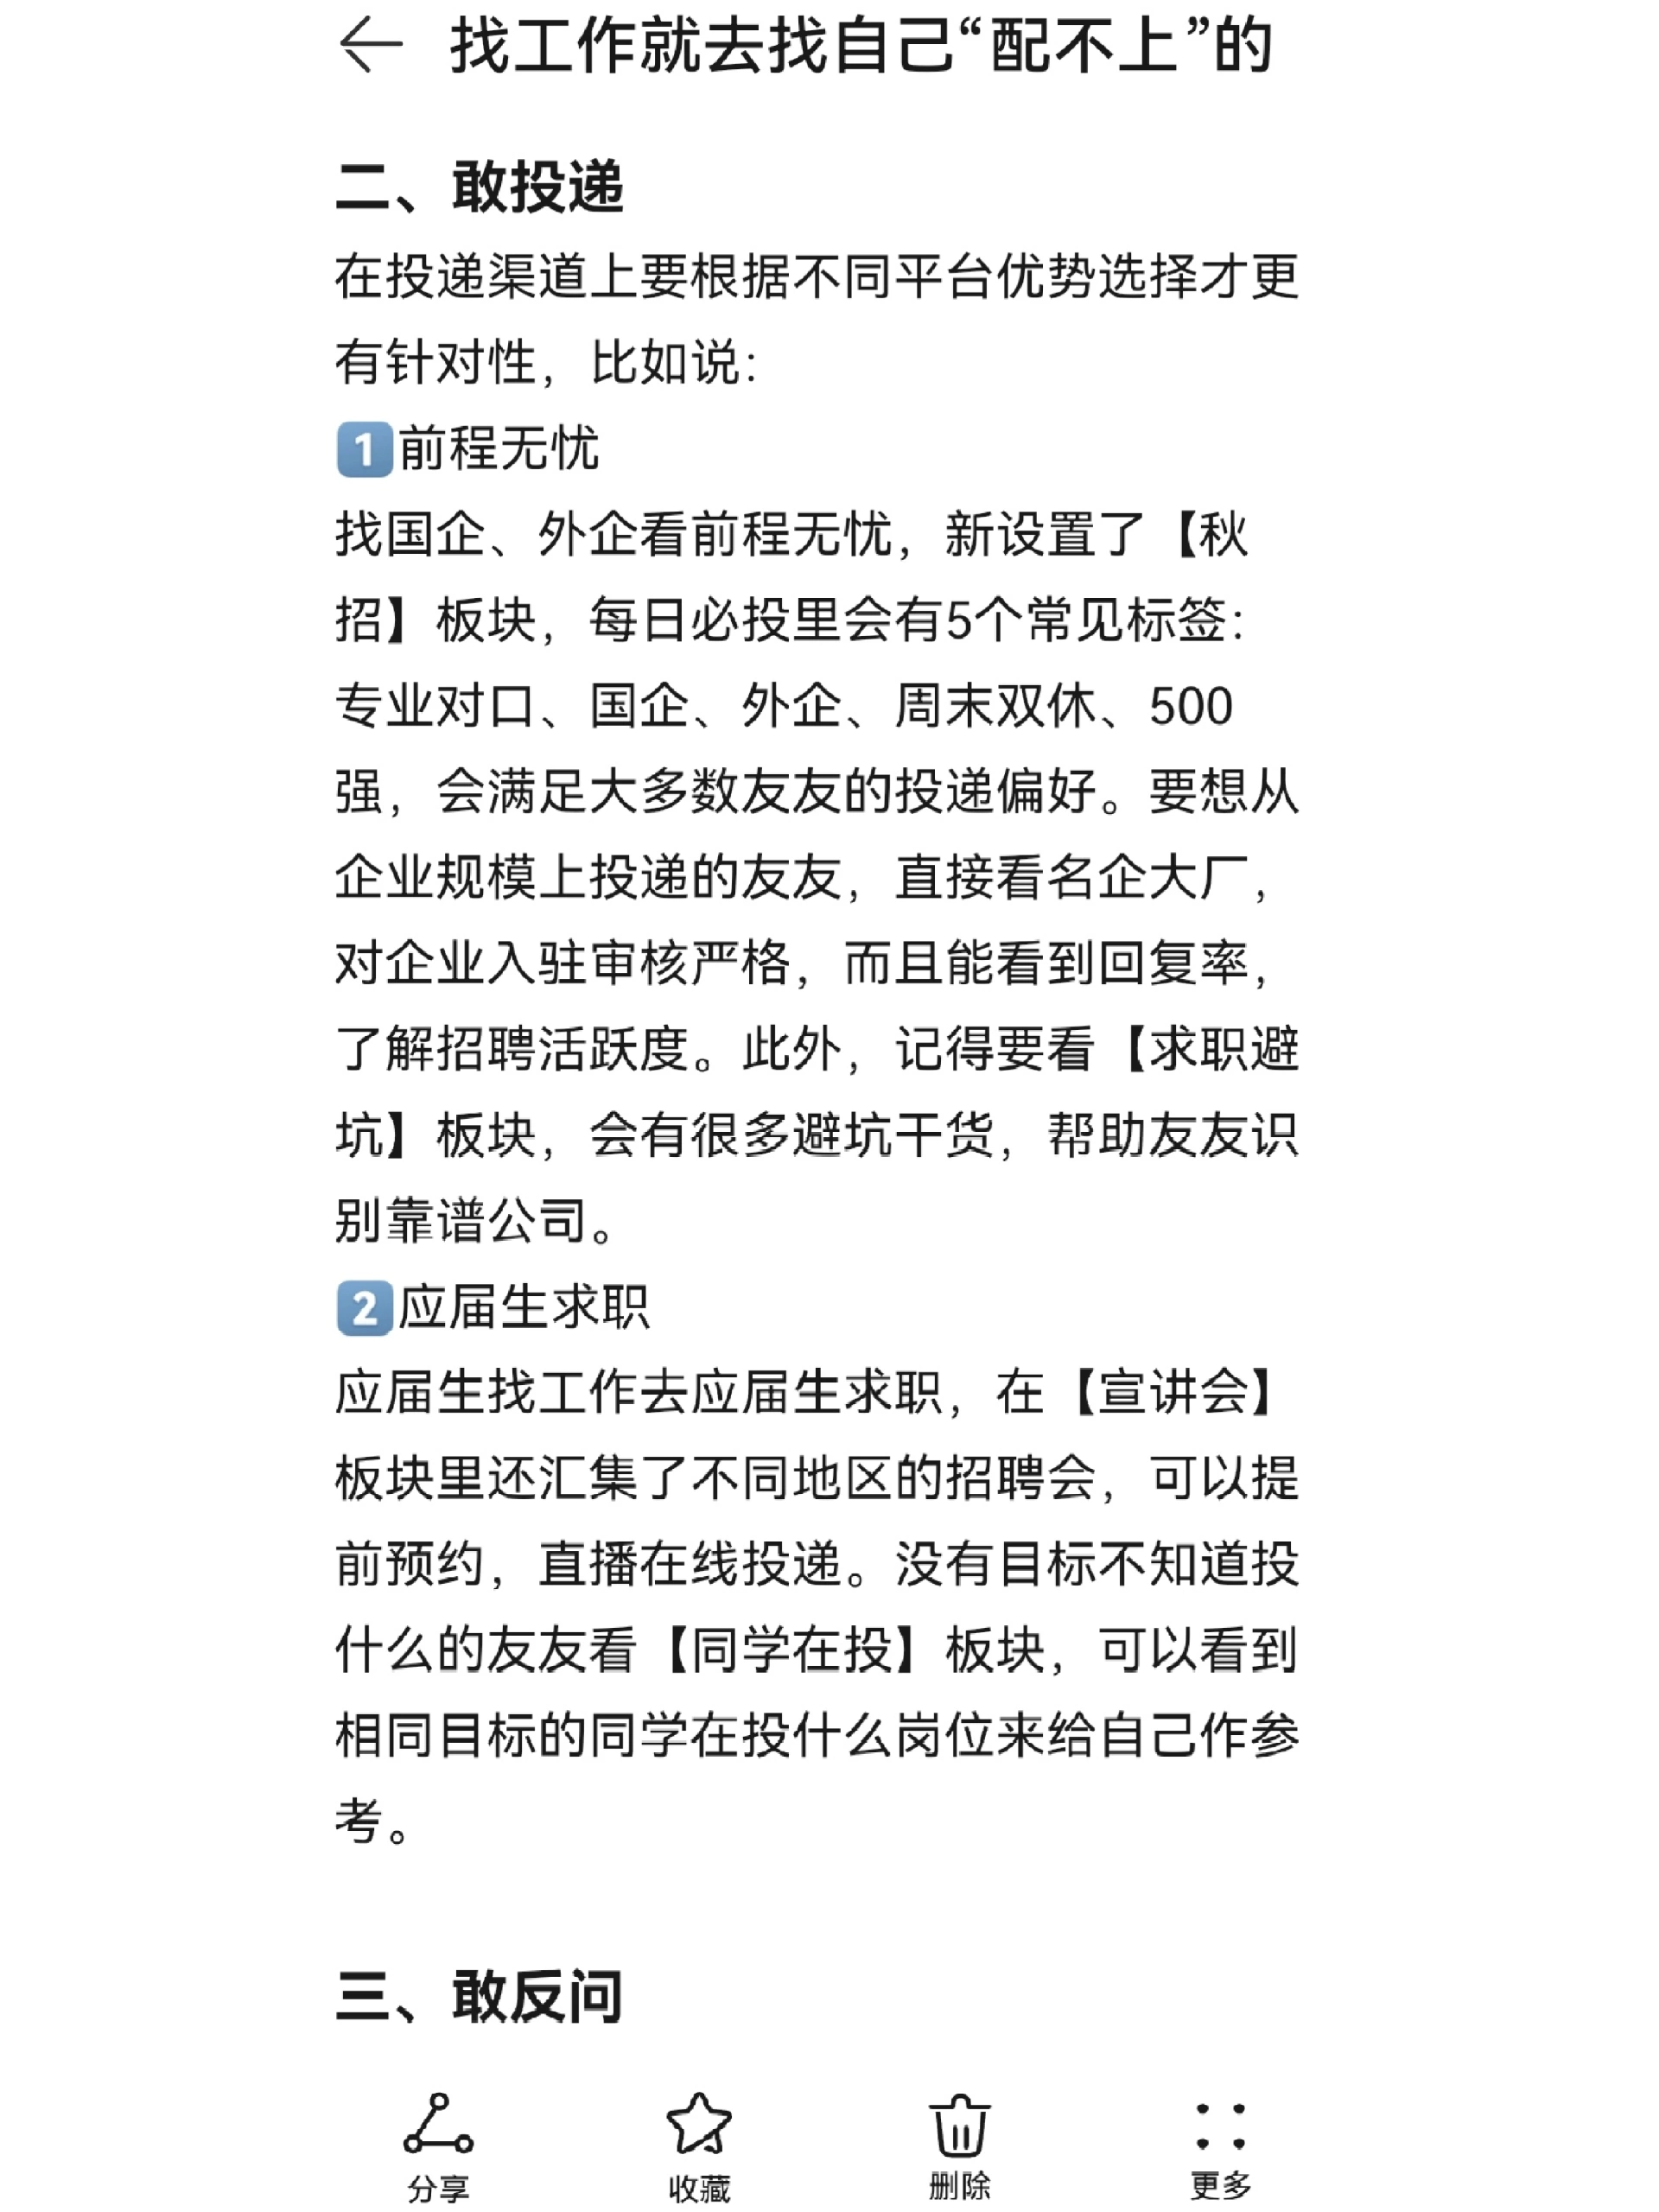 找工作就去找自己“配不上”的
二、敢投递
在投递渠道上要根据不同平台优势选择才更
有针对性，比如说：
1前程无忧
找国企、外企看前程无忧，新设置了【秋
招】板块，每日必投里会有5个常见标签：
专业对口、国企、外企、周末双休、500
强，会满足大多数友友的投递偏好。要想从
企业规模上投递的友友，直接看名企大厂，
对企业入驻审核严格，而且能看到回复率，
了解招聘活跃度。此外，记得要看【求职避
坑】板块，会有很多避坑干货，帮助友友识
别靠谱公司。
2应届生求职
应届生找工作去应届生求职，在【宣讲会】
板块里还汇集了不同地区的招聘会，可以提
前预约，直播在线投递。没有目标不知道投
什么的友友看【同学在投】板块，可以看到
相同目标的同学在投什么岗位来给自己作参
考。
三、敢反问
分享 收藏 删除 更多